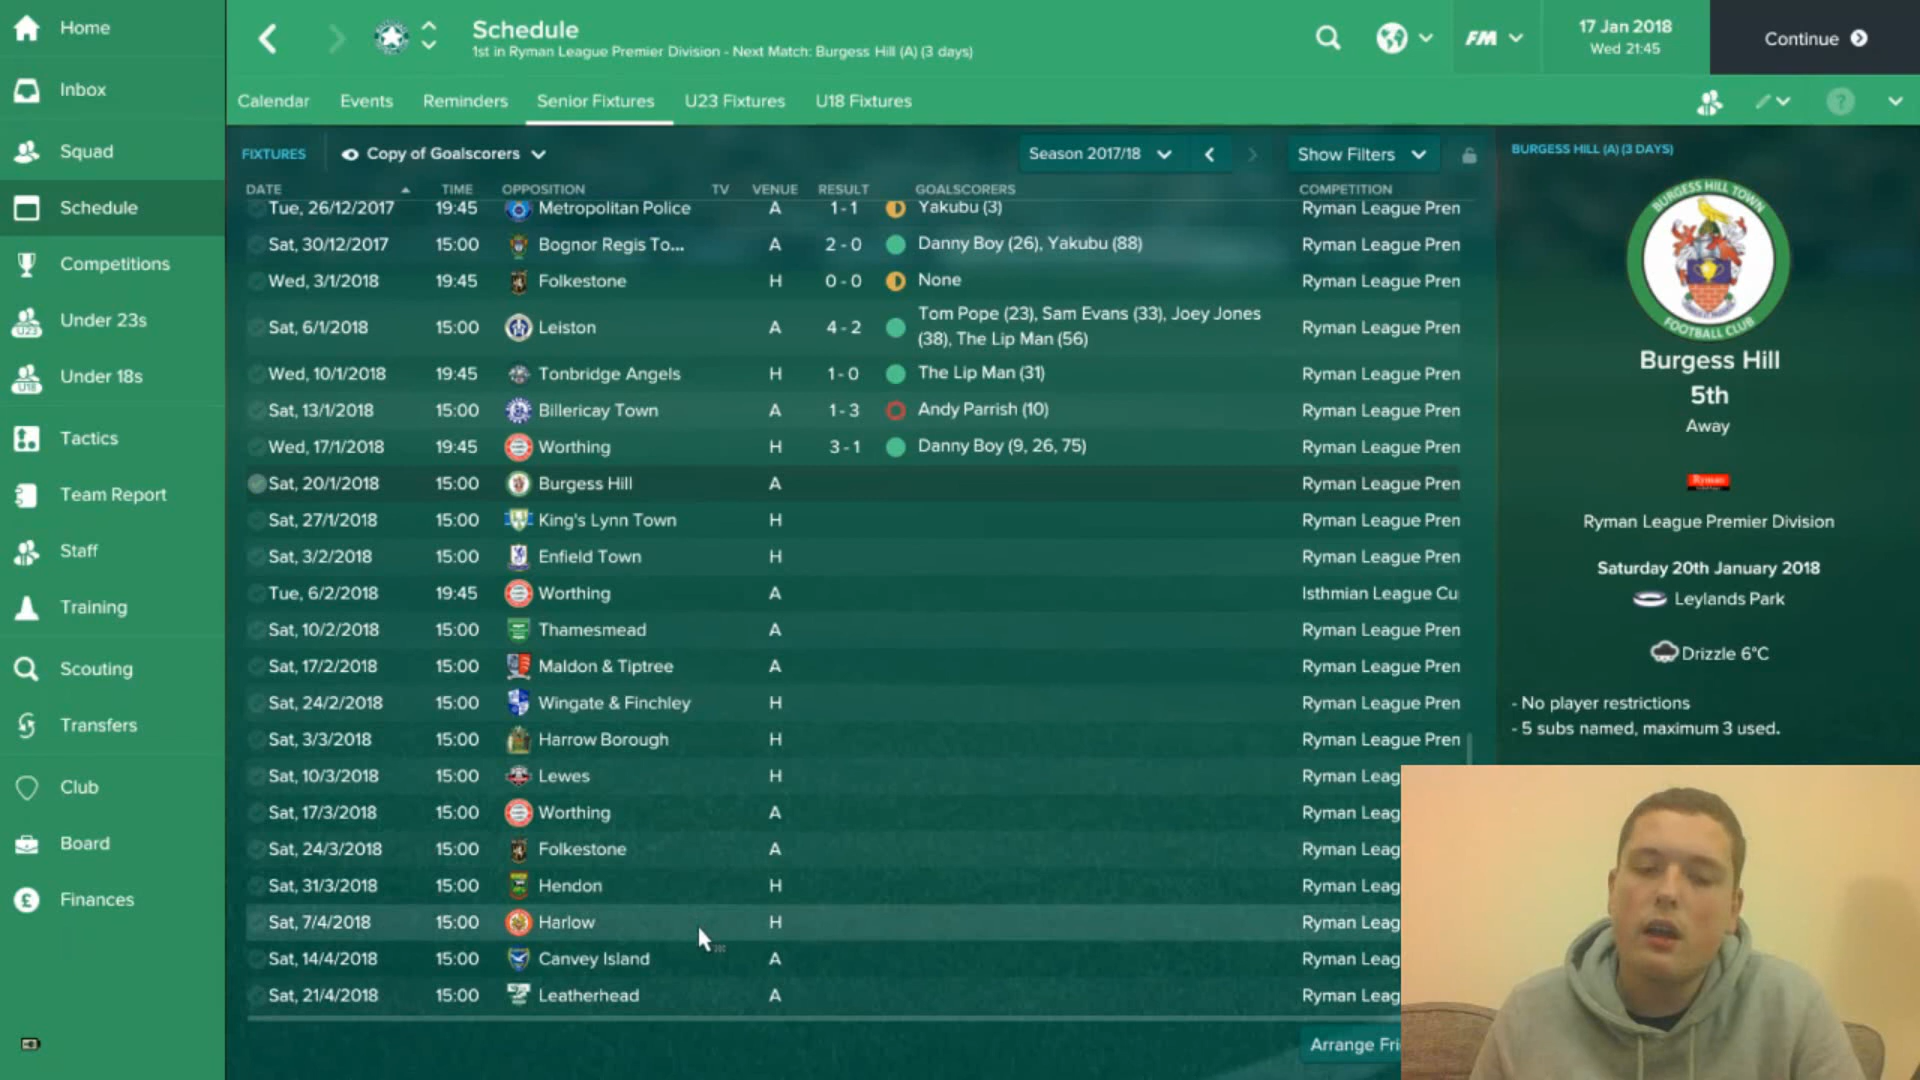 Home
Inbox
Squad
Schedule
Competitions
Under 23s
Under 18s
Tactics
Team Report
Staff
Training
Scouting
Transfers
Club
Board
Finances
Schedule
1st in Ryman League Premier Division - Next Match: Burgess Hill (A) (3 days)
FM
17 Jan 2018
Wed 21:45
Continue
Calendar Events Reminders Senior Fixtures U23 Fixtures U18 Fixtures
FIXTURES Copy of Goalscorers Season 2017/18 Show Filters
DATE TIME OPPOSITION TV VENUE RESULT GOALSCORERS COMPETITION
Tue, 26/12/2017 19:45 Metropolitan Police A 1 - 1 Yakubu (3) Ryman League Pren
Sat, 30/12/2017 15:00 Bognor Regis To... A 2 - 0 Danny Boy (26), Yakubu (88) Ryman League Pren
Wed, 3/1/2018 19:45 Folkestone H 0 - 0 None Ryman League Pren
Sat, 6/1/2018 15:00 Leiston A 4 - 2 Tom Pope (23), Sam Evans (33), Joey Jones
(38), The Lip Man (56) Ryman League Pren
Wed, 10/1/2018 19:45 Tonbridge Angels H 1 - 0 The Lip Man (31) Ryman League Pren
Sat, 13/1/2018 15:00 Billericay Town A 1 - 3 Andy Parrish (10) Ryman League Pren
Wed, 17/1/2018 19:45 Worthing H 3 - 1 Danny Boy (9, 26, 75) Ryman League Pren
Sat, 20/1/2018 15:00 Burgess Hill A Ryman League Pren
Sat, 27/1/2018 15:00 King's Lynn Town H Ryman League Pren
Sat, 3/2/2018 15:00 Enfield Town H Ryman League Pren
Tue, 6/2/2018 19:45 Worthing A Isthmian League Cu
Sat, 10/2/2018 15:00 Thamesmead A Ryman League Pren
Sat, 17/2/2018 15:00 Maldon & Tiptree A Ryman League Pren
Sat, 24/2/2018 15:00 Wingate & Finchley H Ryman League Pren
Sat, 3/3/2018 15:00 Harrow Borough H Ryman League Pren
Sat, 10/3/2018 15:00 Lewes H Ryman Leag
Sat, 17/3/2018 15:00 Worthing A Ryman Leag
Sat, 24/3/2018 15:00 Folkestone A Ryman Leag
Sat, 31/3/2018 15:00 Hendon H Ryman Leag
Sat, 7/4/2018 15:00 Harlow H Ryman Leag
Sat, 14/4/2018 15:00 Canvey Island A Ryman Leag
Sat, 21/4/2018 15:00 Leatherhead A Ryman Leag
Arrange Fri
BURGESS HILL (A) (3 DAYS)
BURGESS HILL TOWN
FOOTBALL CLUB
Burgess Hill
5th
Away
Ryman
Ryman League Premier Division
Saturday 20th January 2018
Leylands Park
Drizzle 6°C
- No player restrictions
- 5 subs named, maximum 3 used.